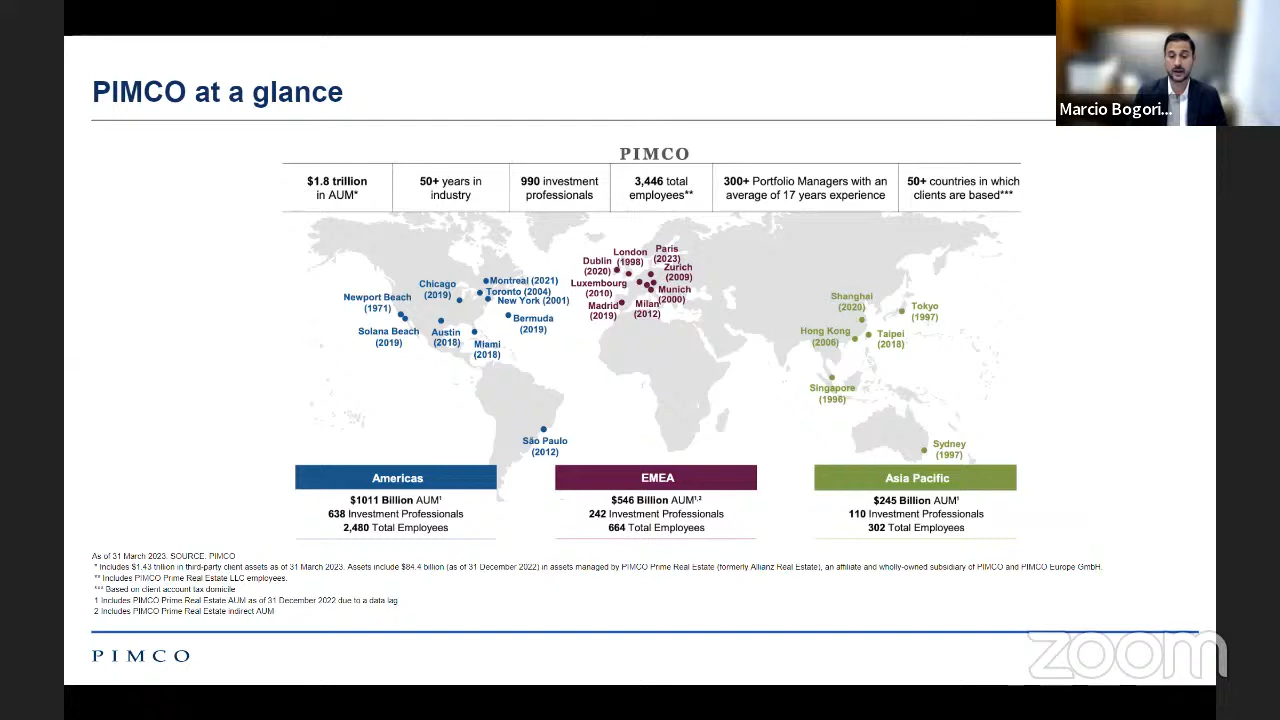 PIMCO at a glance
Marcio Bogori...
PIMCO
$1.8 trillion
in AUM*
50+ years in
industry
990 investment
professionals
3,446 total
employees**
300+ Portfolio Managers with an
average of 17 years experience
50+ countries in which
clients are based***
Newport Beach
(1971)
Solana Beach
(2019)
Chicago
(2019)
Austin
(2018)
Miami
(2018)
Montreal (2021)
Toronto (2004)
New York (2001)
Bermuda
(2019)
São Paulo
(2012)
Dublin
(2020)
London
(1998)
Paris
(2023)
Zurich
(2009)
Luxembourg
(2010)
Munich
(2000)
Madrid
(2019)
Milan
(2012)
Shanghai
(2020)
Tokyo
(1997)
Hong Kong
(2006)
Taipei
(2018)
Singapore
(1996)
Sydney
(1997)
Americas
$1011 Billion AUM¹
638 Investment Professionals
2,480 Total Employees
EMEA
$546 Billion AUM¹,²
242 Investment Professionals
664 Total Employees
Asia Pacific
$245 Billion AUM¹
110 Investment Professionals
302 Total Employees
As of 31 March 2023. SOURCE: PIMCO
* Includes $1.43 trillion in third-party client assets as of 31 March 2023. Assets include $84.4 billion (as of 31 December 2022) in assets managed by PIMCO Prime Real Estate (formerly Allianz Real Estate), an affiliate and wholly-owned subsidiary of PIMCO and PIMCO Europe GmbH.
** Includes PIMCO Prime Real Estate LLC employees.
*** Based on client account tax domicile
1 Includes PIMCO Prime Real Estate AUM as of 31 December 2022 due to a data lag
2 Includes PIMCO Prime Real Estate indirect AUM
PIMCO
zoom